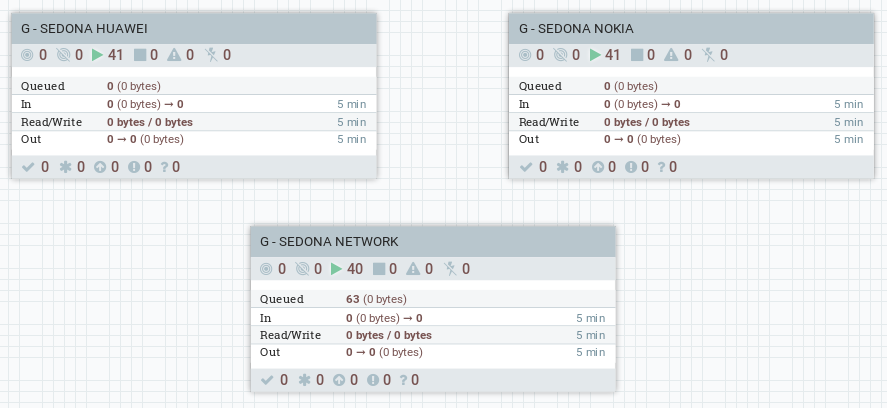 G - SEDONA HUAWEI
0 0 41 0 0 0
Queued 0 (0 bytes)
In 0 (0 bytes) → 0 5 min
Read/Write 0 bytes / 0 bytes 5 min
Out 0 → 0 (0 bytes) 5 min
0 0 0 0 ? 0
G - SEDONA NOKIA
0 0 41 0 0 0
Queued 0 (0 bytes)
In 0 (0 bytes) → 0 5 min
Read/Write 0 bytes / 0 bytes 5 min
Out 0 → 0 (0 bytes) 5 min
0 0 0 0 ? 0
G - SEDONA NETWORK
0 0 40 0 0 0
Queued 63 (0 bytes)
In 0 (0 bytes) → 0 5 min
Read/Write 0 bytes / 0 bytes 5 min
Out 0 → 0 (0 bytes) 5 min
0 0 0 0 ? 0